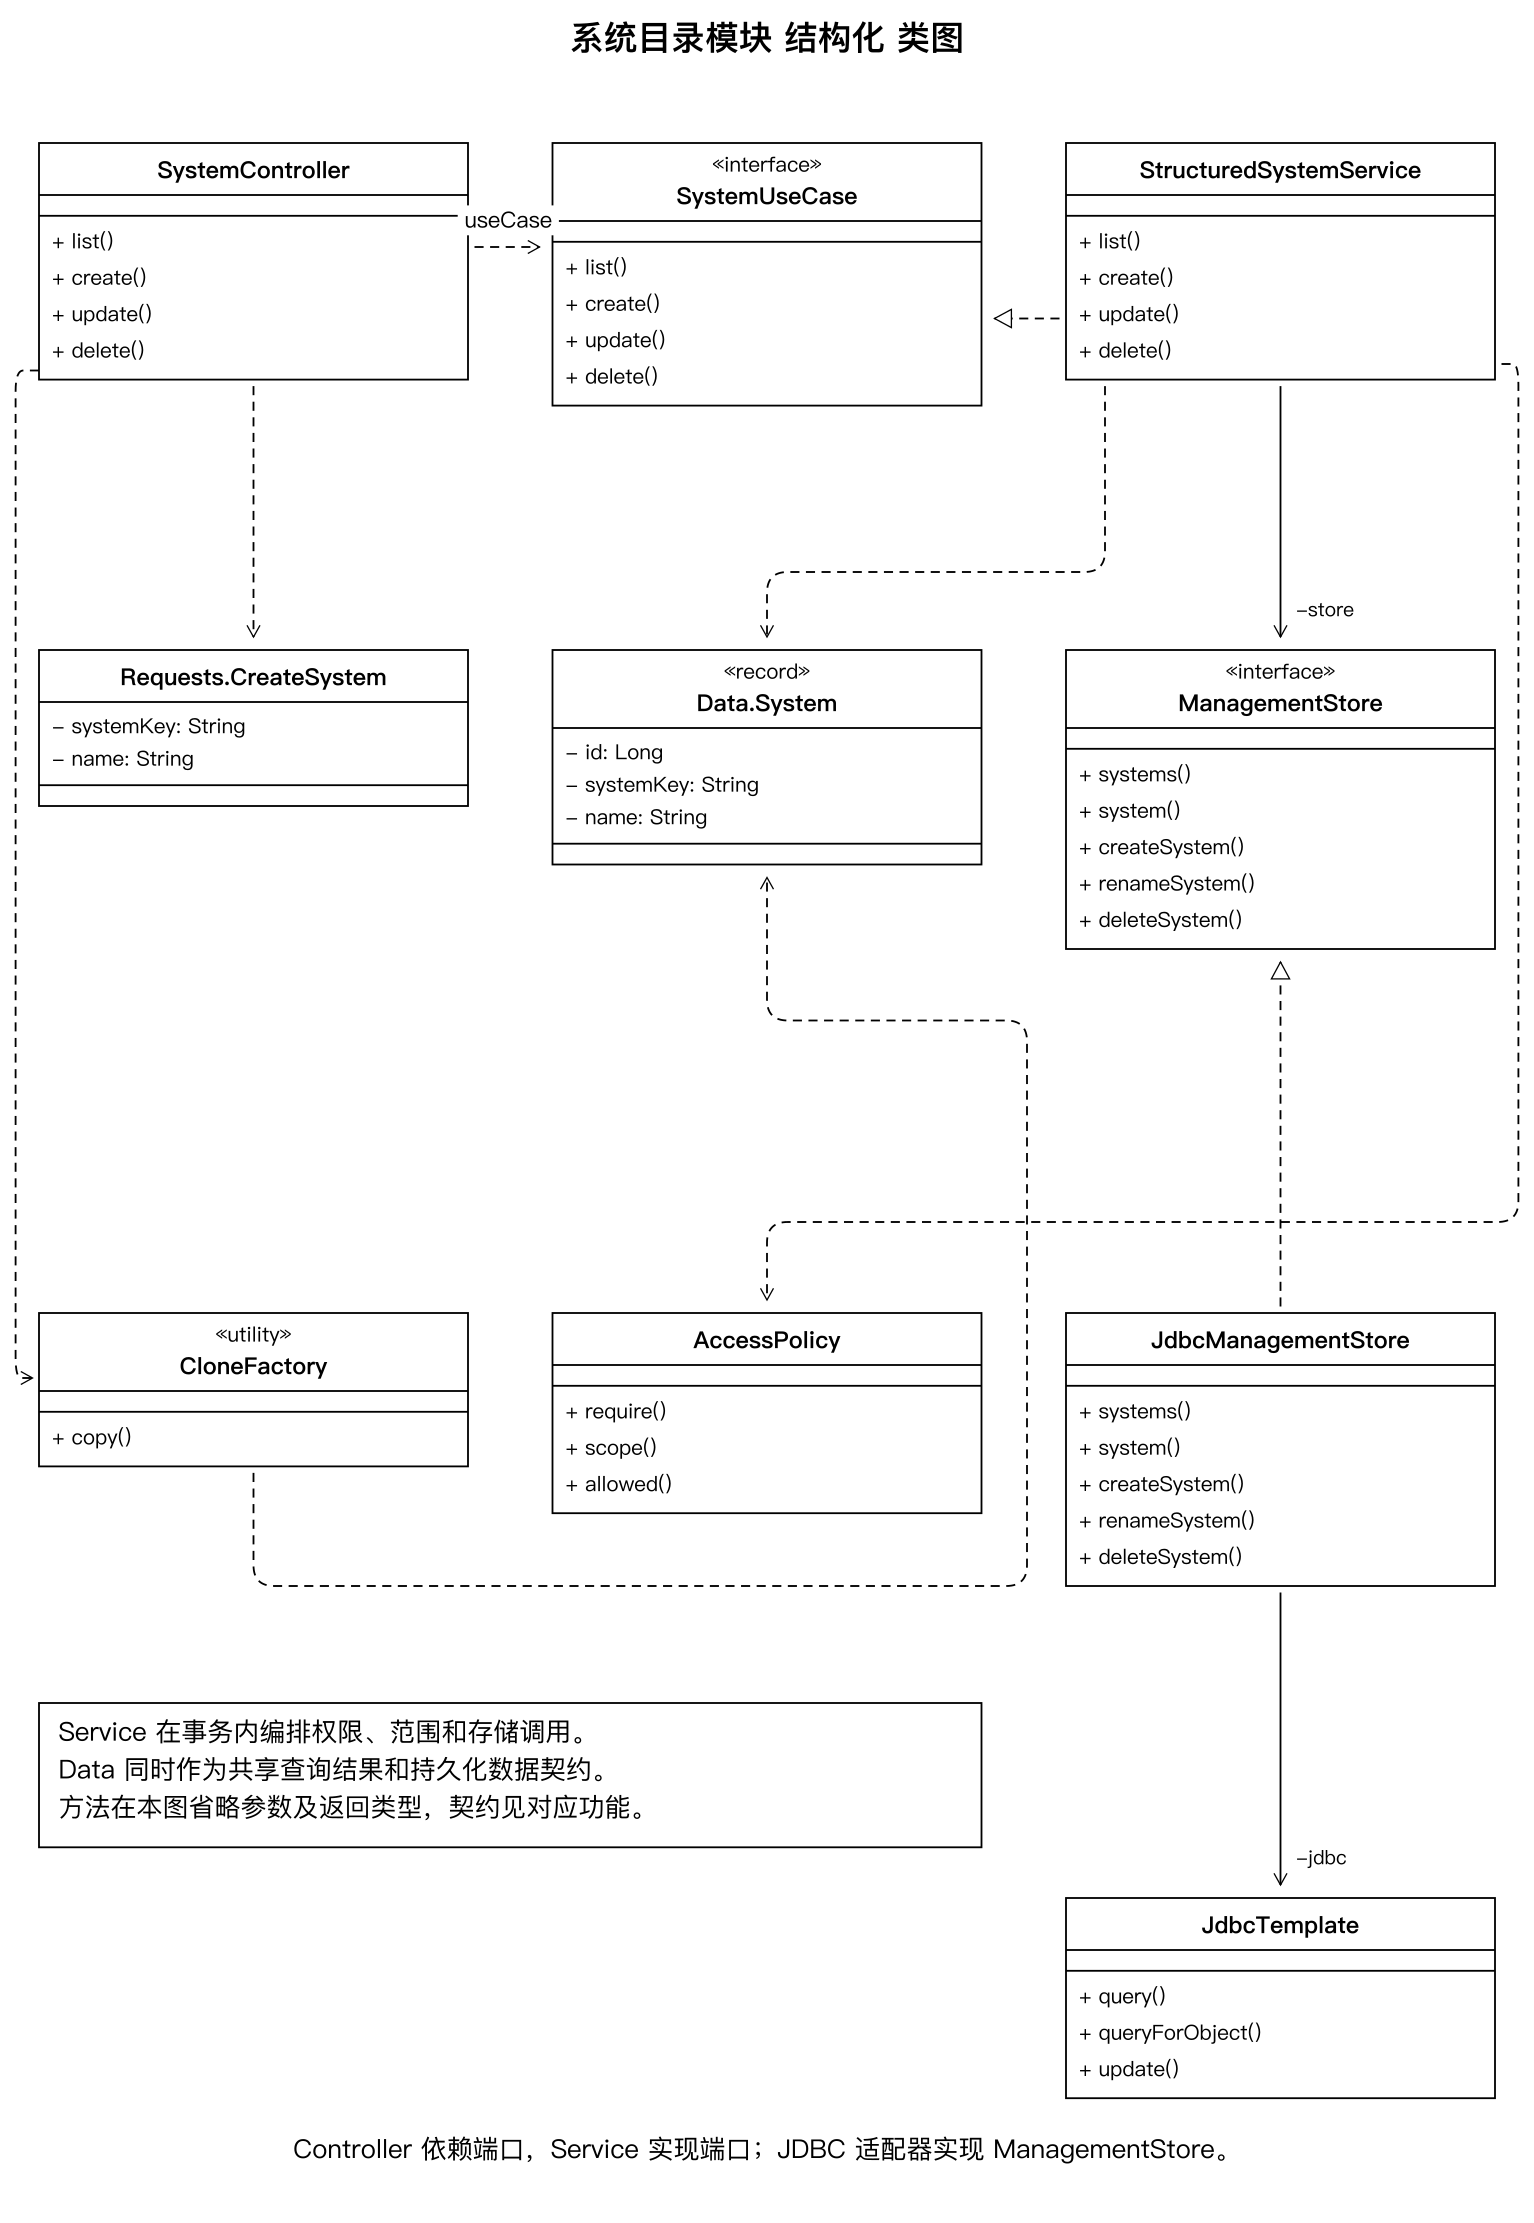 系统目录模块 结构化 类图
SystemController
+ list()
+ create()
+ update()
+ delete()
useCase
«interface»
SystemUseCase
+ list()
+ create()
+ update()
+ delete()
StructuredSystemService
+ list()
+ create()
+ update()
+ delete()
–store
Requests.CreateSystem
– systemKey: String
– name: String
«record»
Data.System
– id: Long
– systemKey: String
– name: String
«interface»
ManagementStore
+ systems()
+ system()
+ createSystem()
+ renameSystem()
+ deleteSystem()
«utility»
CloneFactory
+ copy()
AccessPolicy
+ require()
+ scope()
+ allowed()
JdbcManagementStore
+ systems()
+ system()
+ createSystem()
+ renameSystem()
+ deleteSystem()
Service 在事务内编排权限、范围和存储调用。
Data 同时作为共享查询结果和持久化数据契约。
方法在本图省略参数及返回类型，契约见对应功能。
–jdbc
JdbcTemplate
+ query()
+ queryForObject()
+ update()
Controller 依赖端口，Service 实现端口；JDBC 适配器实现 ManagementStore。